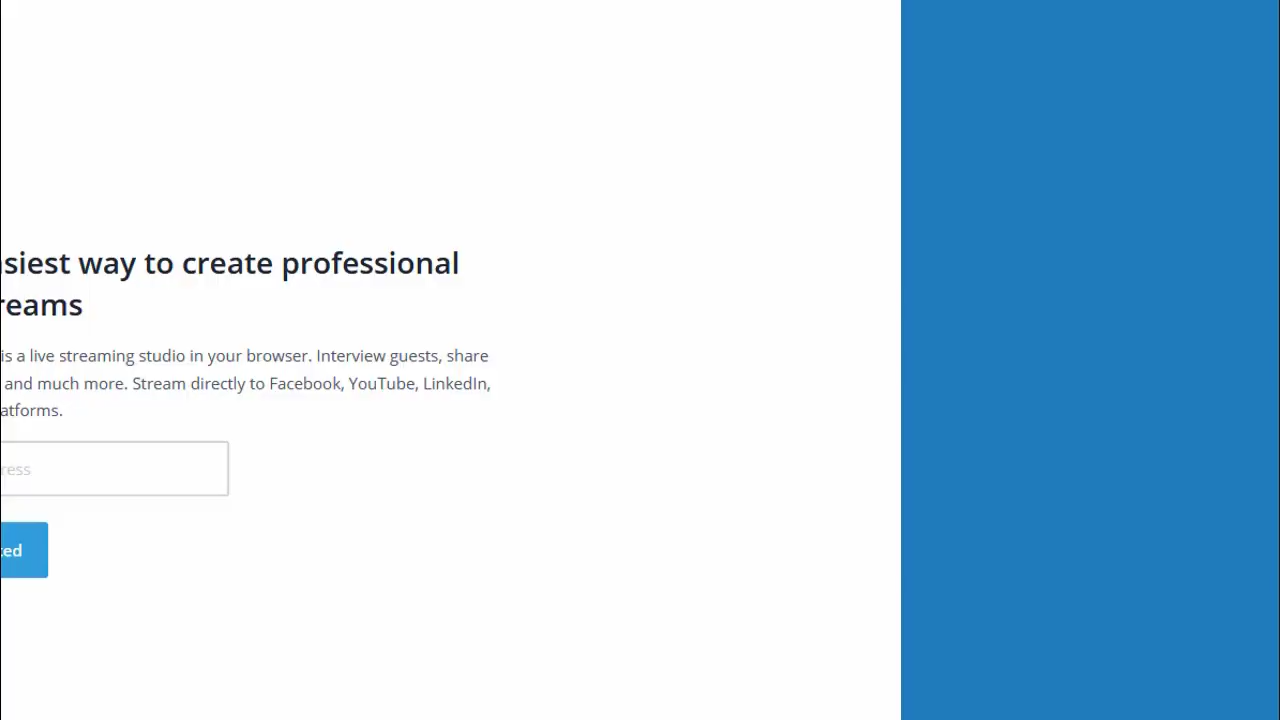 siest way to create professional
reams
is a live streaming studio in your browser. Interview guests, share
and much more. Stream directly to Facebook, YouTube, LinkedIn,
atforms.
ress
ted